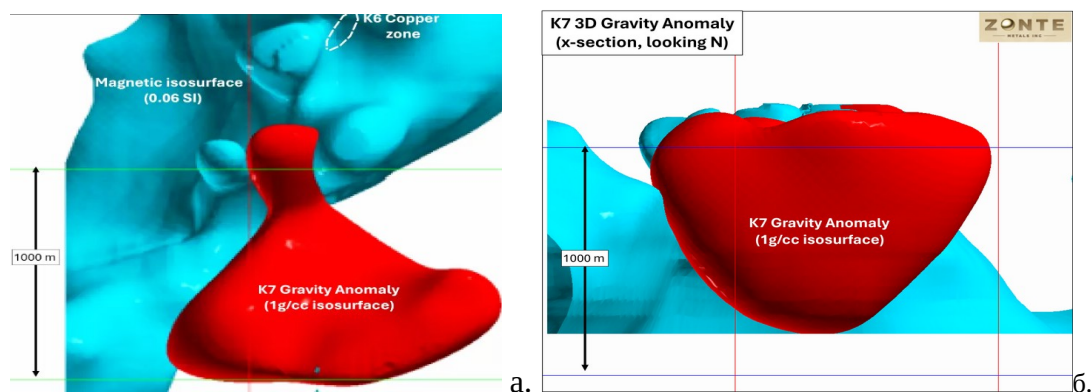 K6 Copper
zone
Magnetic isosurface
(0.06 SI)
1000 m
K7 Gravity Anomaly
(1g/cc isosurface)
а.
K7 3D Gravity Anomaly
(x-section, looking N)
ZONTE
METALS INC
K7 Gravity Anomaly
(1g/cc isosurface)
1000 m
б.